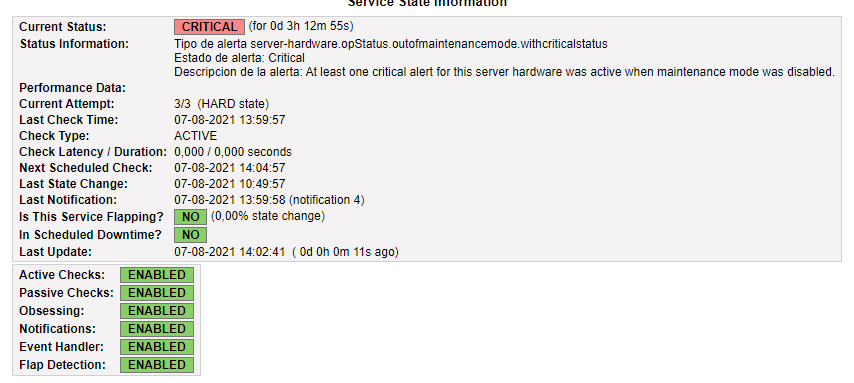 Service State Information
Current Status: CRITICAL (for 0d 3h 12m 55s)
Status Information: Tipo de alerta server-hardware.opStatus.outofmaintenancemode.withcriticalstatus
Estado de alerta: Critical
Descripcion de la alerta: At least one critical alert for this server hardware was active when maintenance mode was disabled.
Performance Data:
Current Attempt: 3/3 (HARD state)
Last Check Time: 07-08-2021 13:59:57
Check Type: ACTIVE
Check Latency / Duration: 0,000 / 0,000 seconds
Next Scheduled Check: 07-08-2021 14:04:57
Last State Change: 07-08-2021 10:49:57
Last Notification: 07-08-2021 13:59:58 (notification 4)
Is This Service Flapping? NO (0,00% state change)
In Scheduled Downtime? NO
Last Update: 07-08-2021 14:02:41 ( 0d 0h 0m 11s ago)
Active Checks: ENABLED
Passive Checks: ENABLED
Obsessing: ENABLED
Notifications: ENABLED
Event Handler: ENABLED
Flap Detection: ENABLED